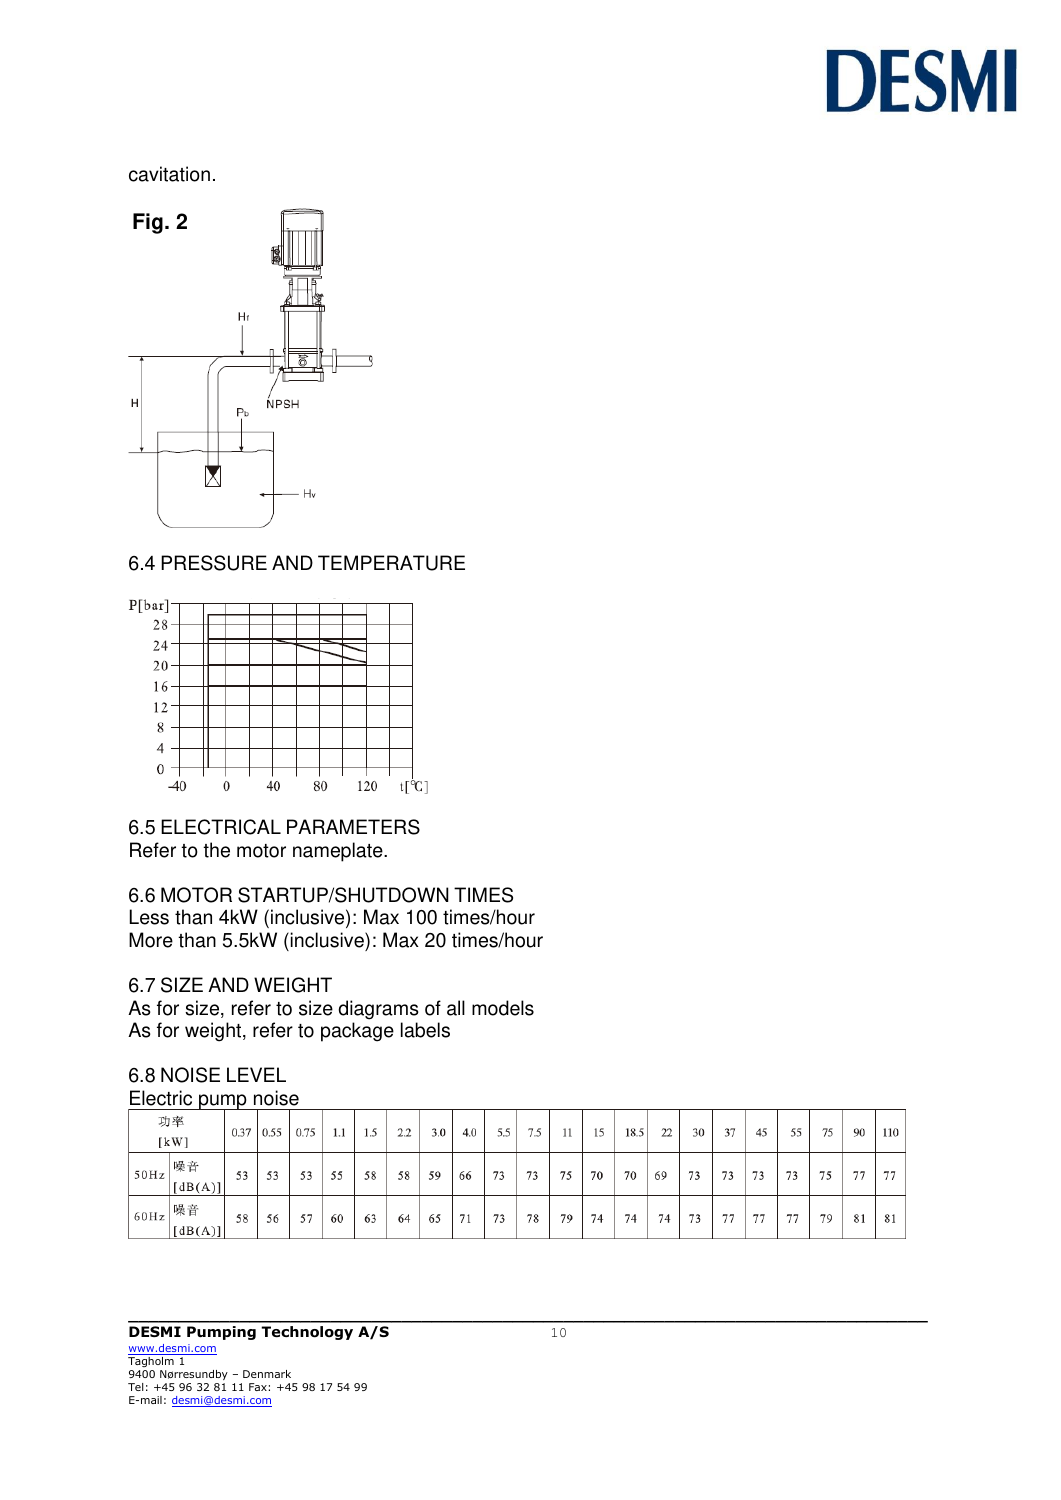 DESMI
cavitation.
Fig. 2
Hf
H
NPSH
Pb
Hv
6.4 PRESSURE AND TEMPERATURE
P[bar]
28
24
20
16
12
8
4
0
-40 0 40 80 120 t[℃]
6.5 ELECTRICAL PARAMETERS
Refer to the motor nameplate.
6.6 MOTOR STARTUP/SHUTDOWN TIMES
Less than 4kW (inclusive): Max 100 times/hour
More than 5.5kW (inclusive): Max 20 times/hour
6.7 SIZE AND WEIGHT
As for size, refer to size diagrams of all models
As for weight, refer to package labels
6.8 NOISE LEVEL
Electric pump noise
功率 [kW] 0.37 0.55 0.75 1.1 1.5 2.2 3.0 4.0 5.5 7.5 11 15 18.5 22 30 37 45 55 75 90 110
50Hz 噪音 [dB(A)] 53 53 53 55 58 58 59 66 73 73 75 70 70 69 73 73 73 73 75 77 77
60Hz 噪音 [dB(A)] 58 56 57 60 63 64 65 71 73 78 79 74 74 74 73 77 77 77 79 81 81
DESMI Pumping Technology A/S 10
www.desmi.com
Tagholm 1
9400 Nørresundby – Denmark
Tel: +45 96 32 81 11 Fax: +45 98 17 54 99
E-mail: desmi@desmi.com